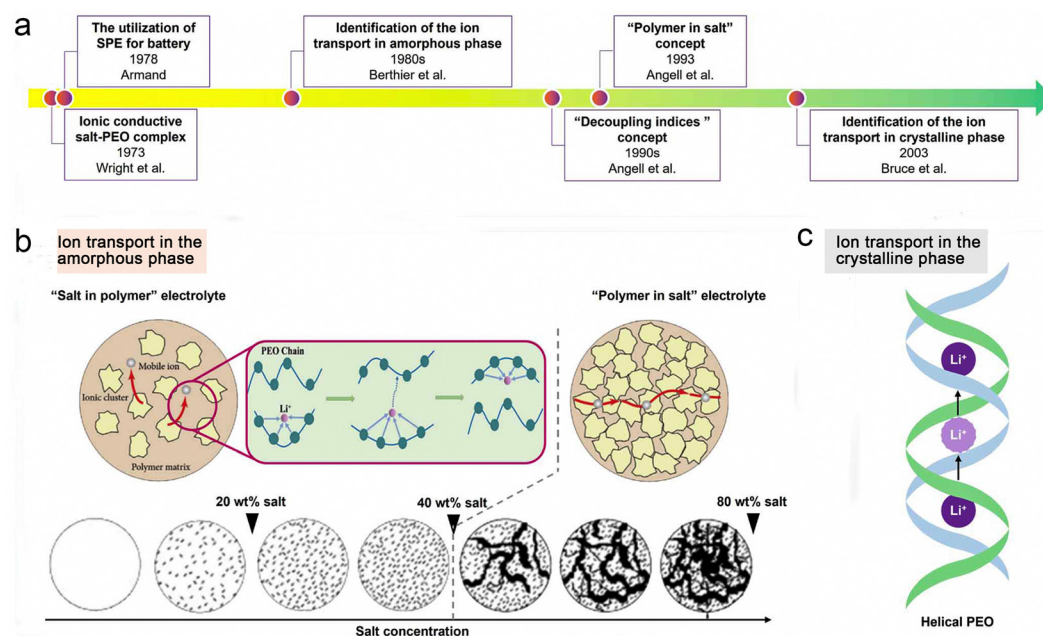 a
The utilization of
SPE for battery
1978
Armand
Identification of the ion
transport in amorphous phase
1980s
Berthier et al.
“Polymer in salt”
concept
1993
Angell et al.
Ionic conductive
salt-PEO complex
1973
Wright et al.
“Decoupling indices ”
concept
1990s
Angell et al.
Identification of the ion
transport in crystalline phase
2003
Bruce et al.
b
Ion transport in the
amorphous phase
“Salt in polymer” electrolyte
“Polymer in salt” electrolyte
Mobile ion
Ionic cluster
Polymer matrix
PEO Chain
Li⁺
20 wt% salt
40 wt% salt
80 wt% salt
Salt concentration
c
Ion transport in the
crystalline phase
Li⁺
Li⁺
Li⁺
Helical PEO